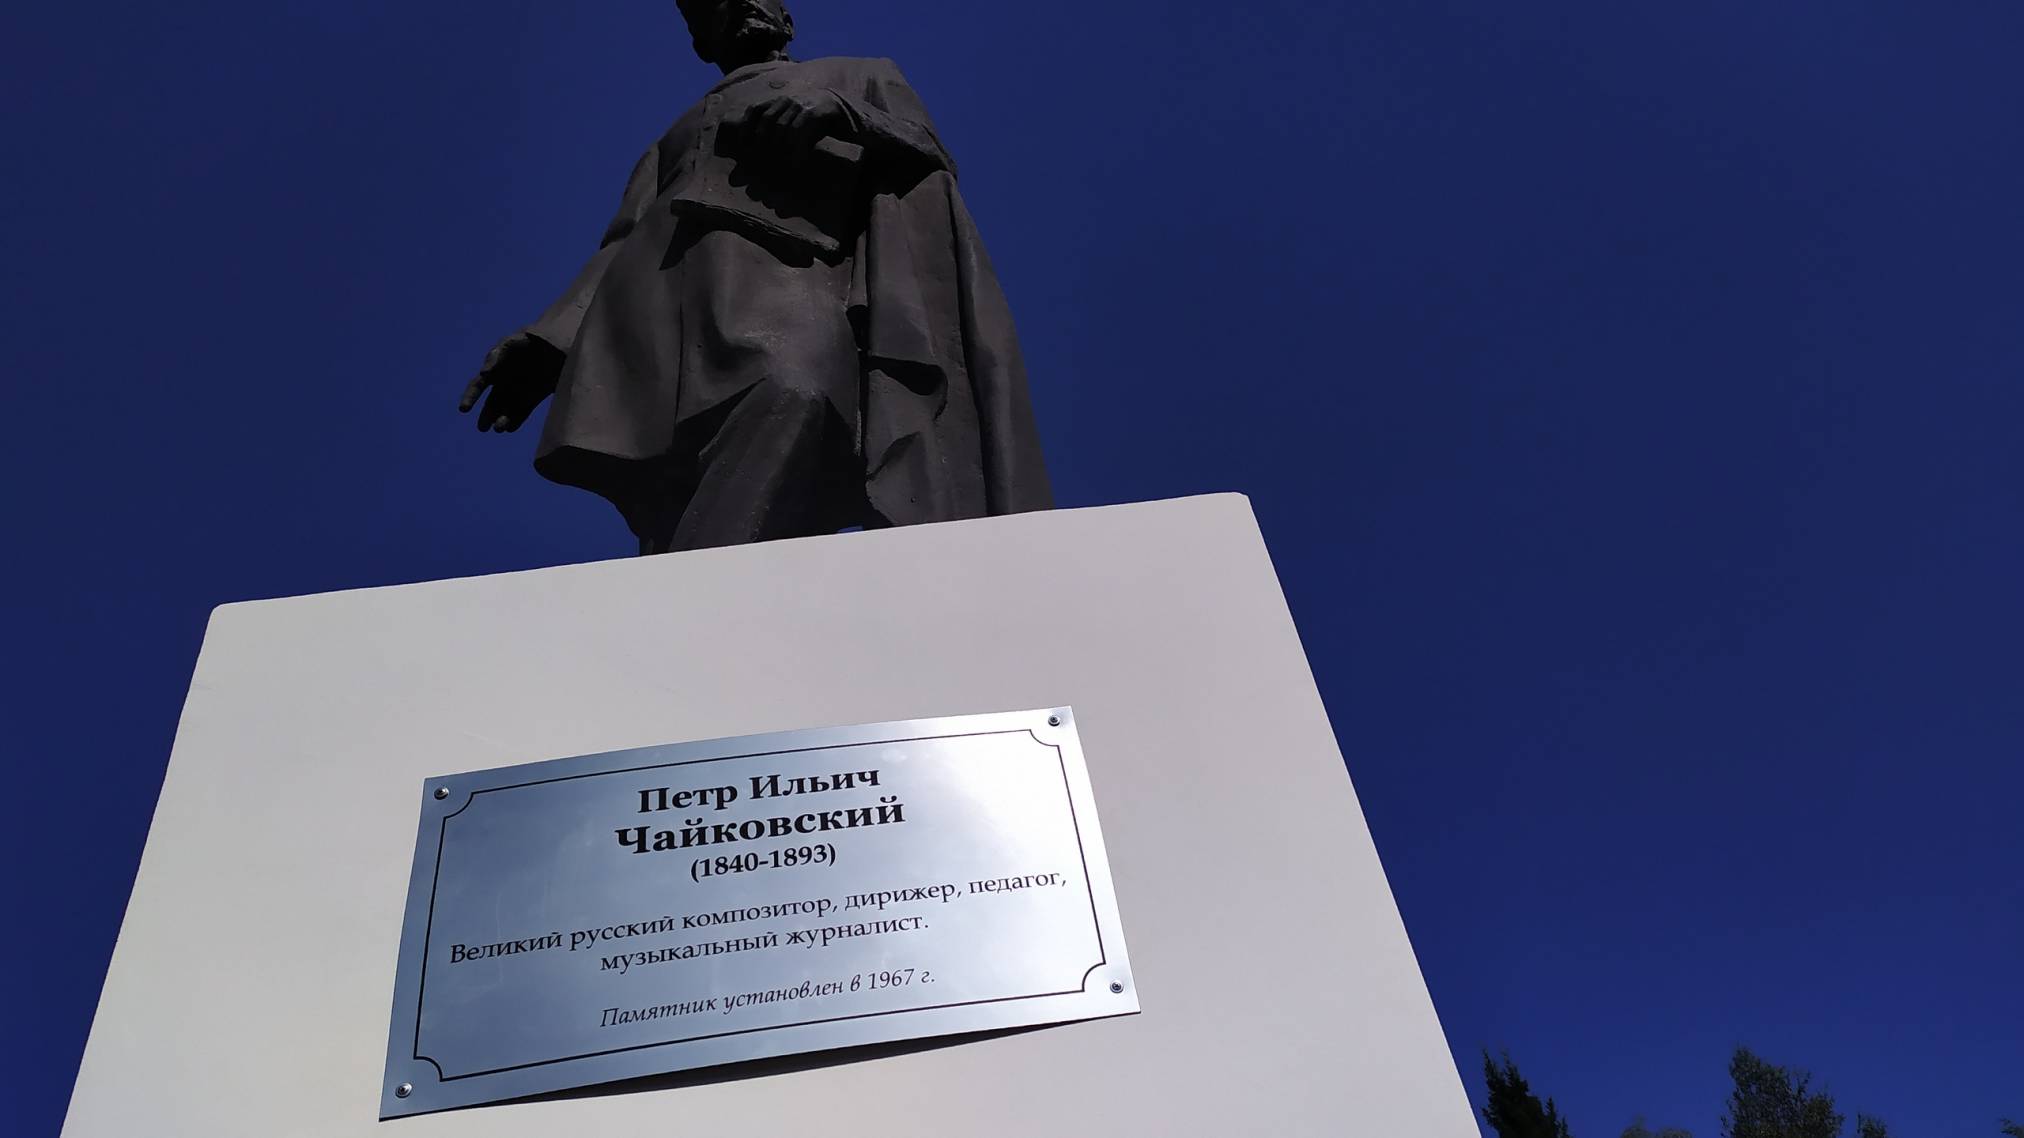 Петр Ильич
Чайковский
(1840-1893)
Великий русский композитор, дирижер, педагог,
музыкальный журналист.
Памятник установлен в 1967 г.